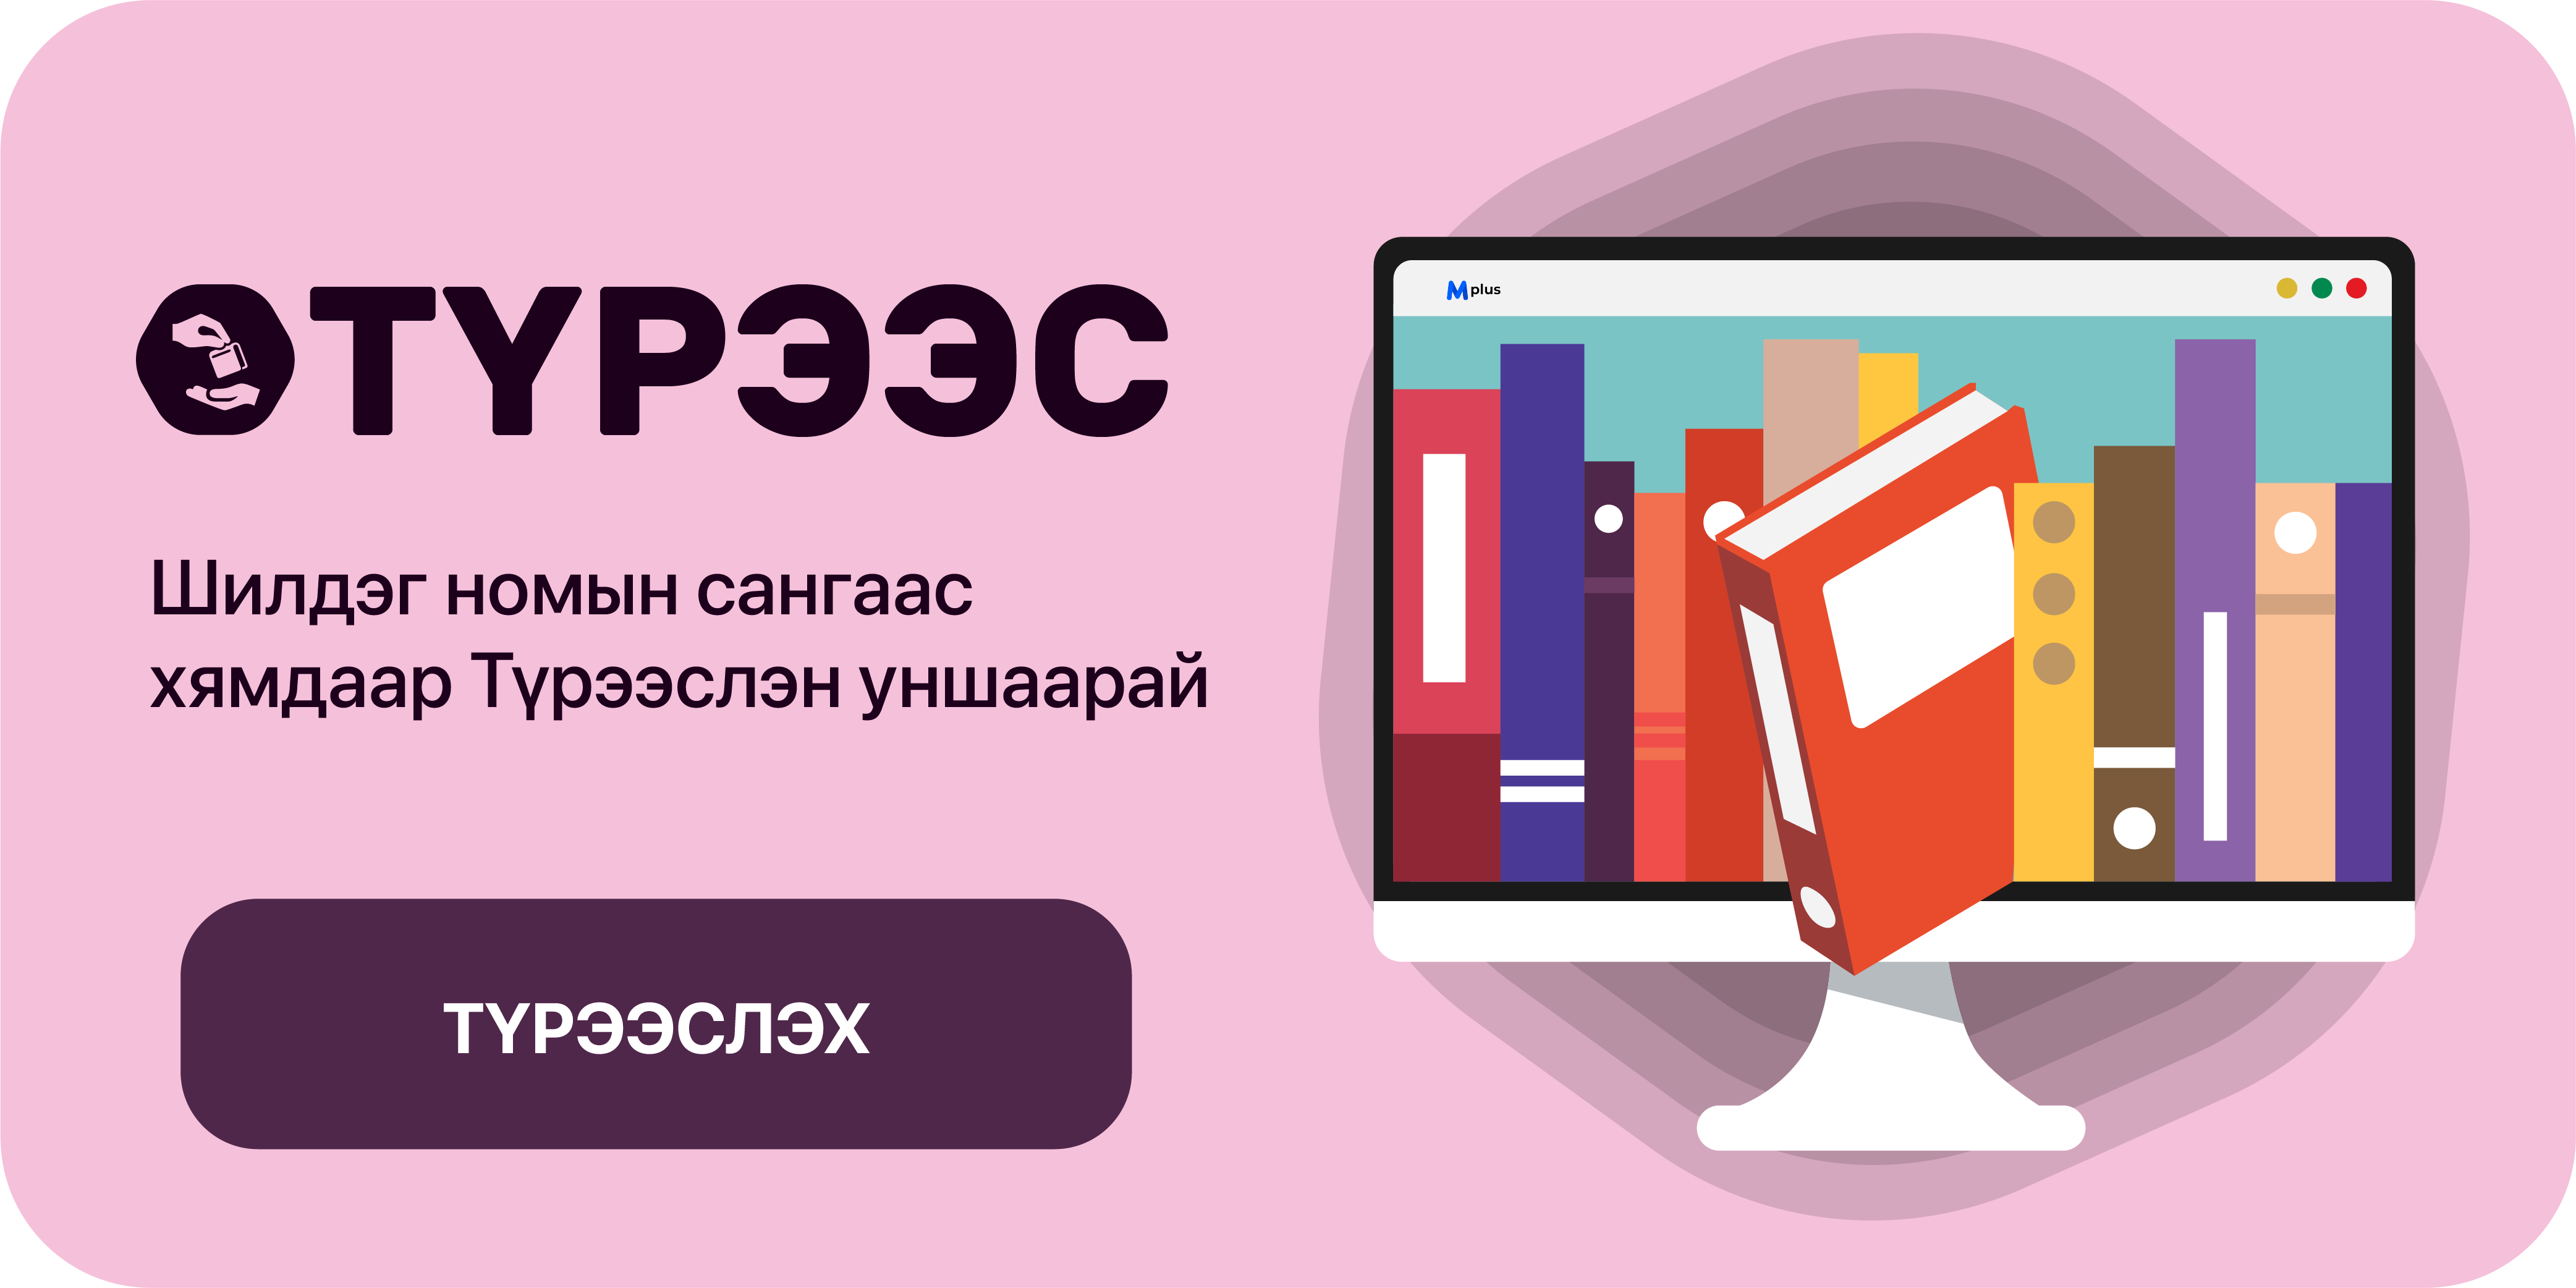 ТҮРЭЭС
Шилдэг номын сангаас
хямдаар Түрээслэн уншаарай
ТҮРЭЭСЛЭХ
M plus